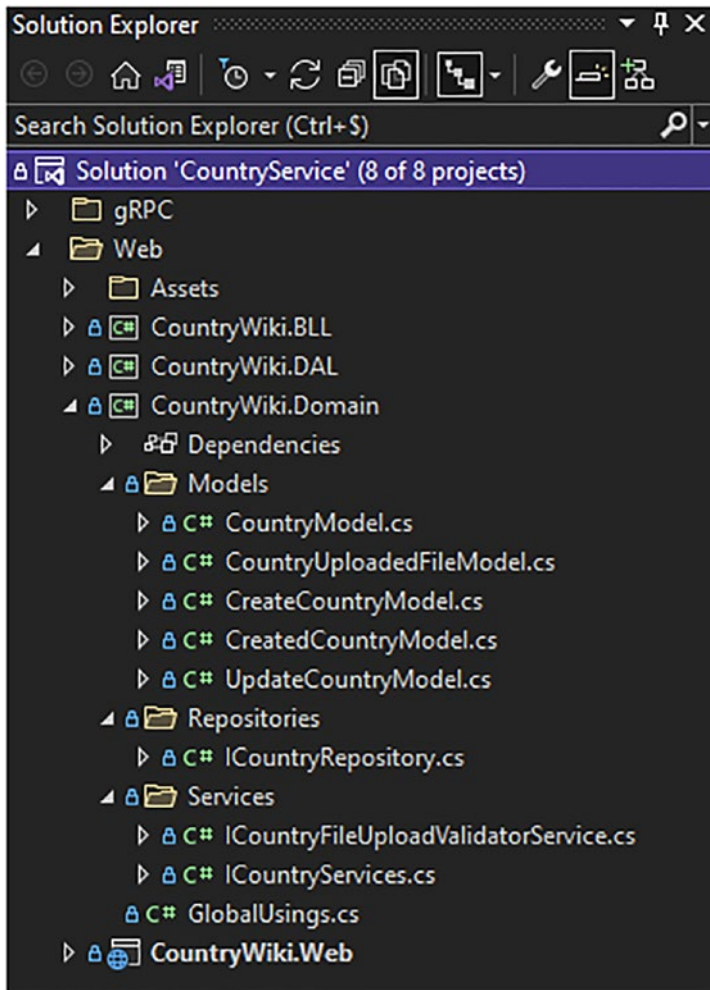 Solution Explorer
Search Solution Explorer (Ctrl+$)
Solution 'CountryService' (8 of 8 projects)
gRPC
Web
Assets
C# CountryWiki.BLL
C# CountryWiki.DAL
C# CountryWiki.Domain
Dependencies
Models
C# CountryModel.cs
C# CountryUploadedFileModel.cs
C# CreateCountryModel.cs
C# CreatedCountryModel.cs
C# UpdateCountryModel.cs
Repositories
C# ICountryRepository.cs
Services
C# ICountryFileUploadValidatorService.cs
C# ICountryServices.cs
C# GlobalUsings.cs
CountryWiki.Web